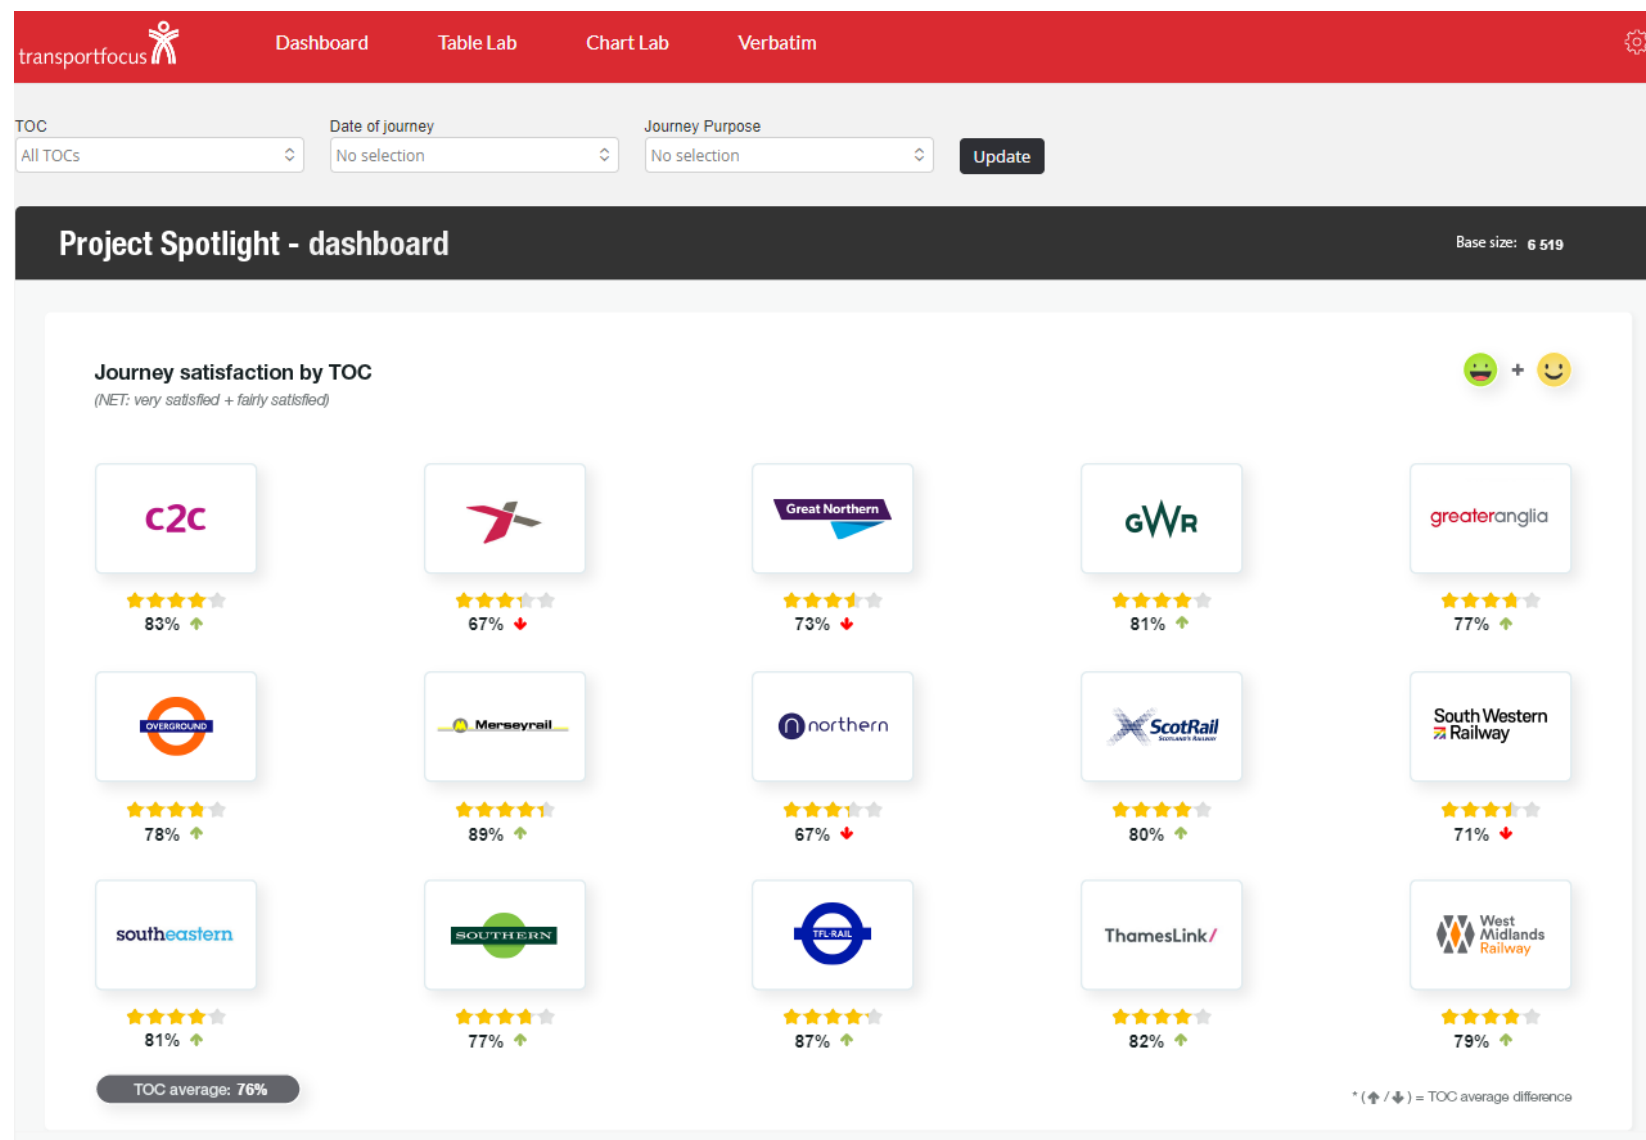 transportfocus
Dashboard
Table Lab
Chart Lab
Verbatim
TOC
Date of journey
Journey Purpose
All TOCs
No selection
No selection
Update
Project Spotlight - dashboard
Base size: 6 519
Journey satisfaction by TOC
(NET: very satisfied + fairly satisfied)
+
c2c
Great Northern
GWR
greateranglia
83%
67%
73%
81%
77%
OVERGROUND
Merseyrail
northern
ScotRail
SCOTLAND'S RAILWAY
South Western
Railway
78%
89%
67%
80%
71%
southeastern
SOUTHERN
TFL RAIL
ThamesLink/
West
Midlands
Railway
81%
77%
87%
82%
79%
TOC average: 76%
* (↑ / ↓) = TOC average difference